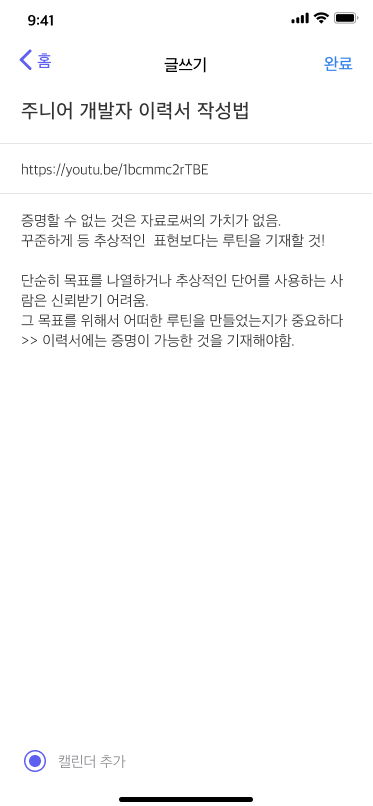 9:41
홈
글쓰기
완료
주니어 개발자 이력서 작성법
https://youtu.be/1bcmmc2rTBE
증명할 수 없는 것은 자료로써의 가치가 없음.
꾸준하게 등 추상적인  표현보다는 루틴을 기재할 것!
단순히 목표를 나열하거나 추상적인 단어를 사용하는 사
람은 신뢰받기 어려움.
그 목표를 위해서 어떠한 루틴을 만들었는지가 중요하다
>> 이력서에는 증명이 가능한 것을 기재해야함.
캘린더 추가